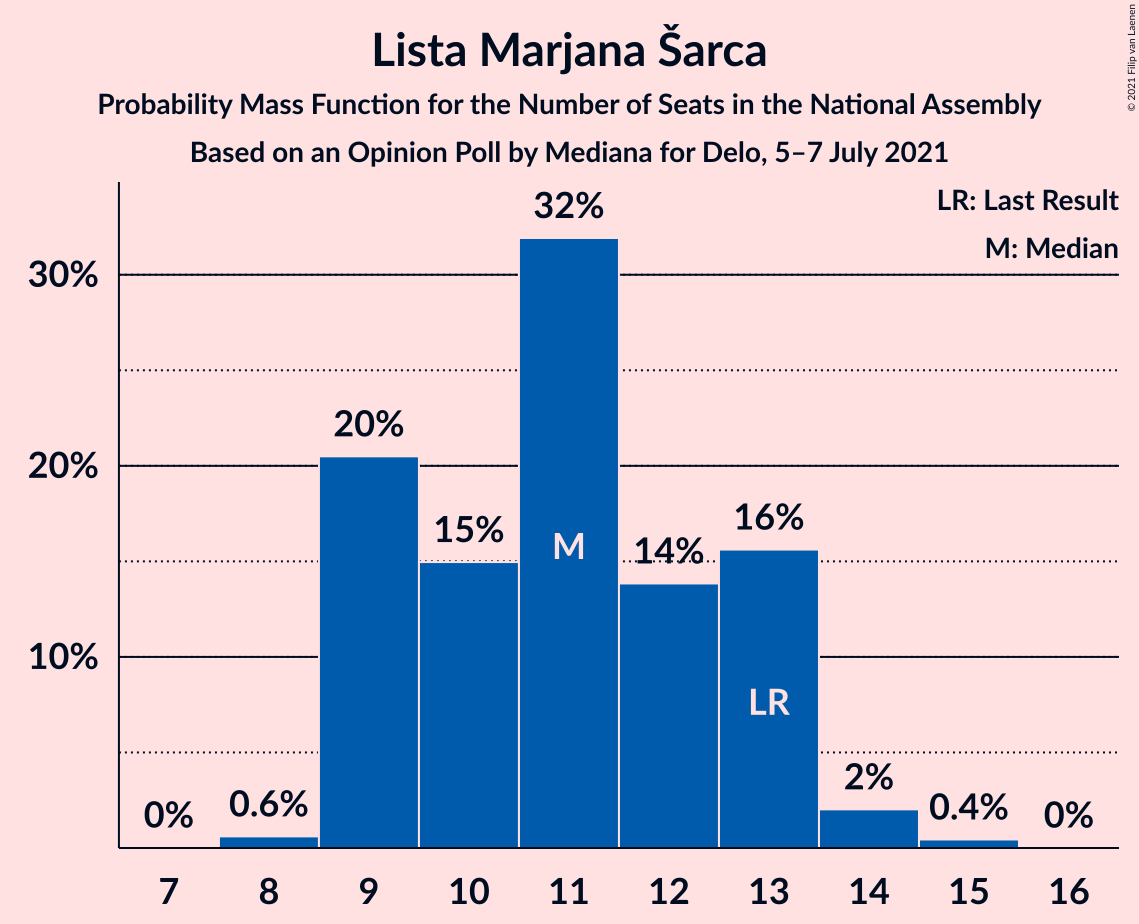 © 2021 Filip van Laenen
Lista Marjana Šarca
Probability Mass Function for the Number of Seats in the National Assembly
Based on an Opinion Poll by Mediana for Delo, 5–7 July 2021
LR: Last Result
M: Median
30%
20%
10%
0%
0.6%
20%
15%
32%
14%
16%
2%
0.4%
0%
M
LR
7 8 9 10 11 12 13 14 15 16